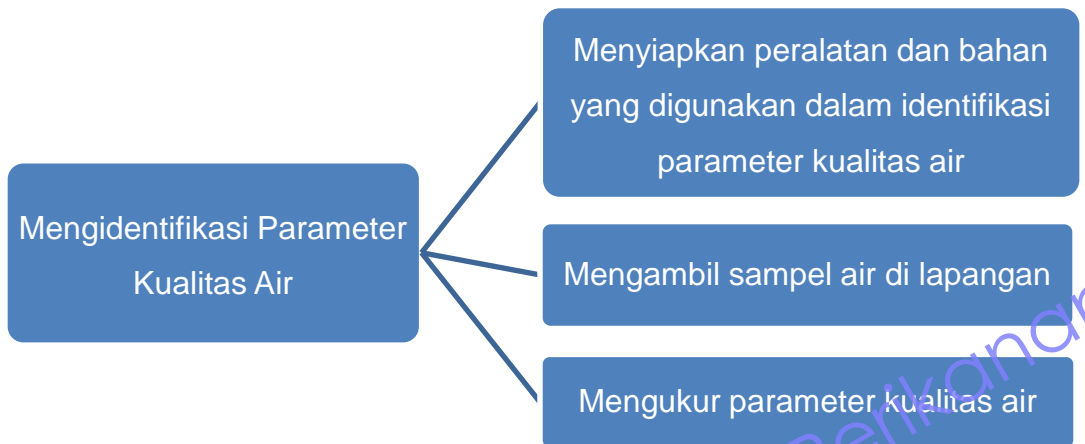 Menyiapkan peralatan dan bahan
yang digunakan dalam identifikasi
parameter kualitas air
Mengidentifikasi Parameter
Kualitas Air
Mengambil sampel air di lapangan
Mengukur parameter kualitas air